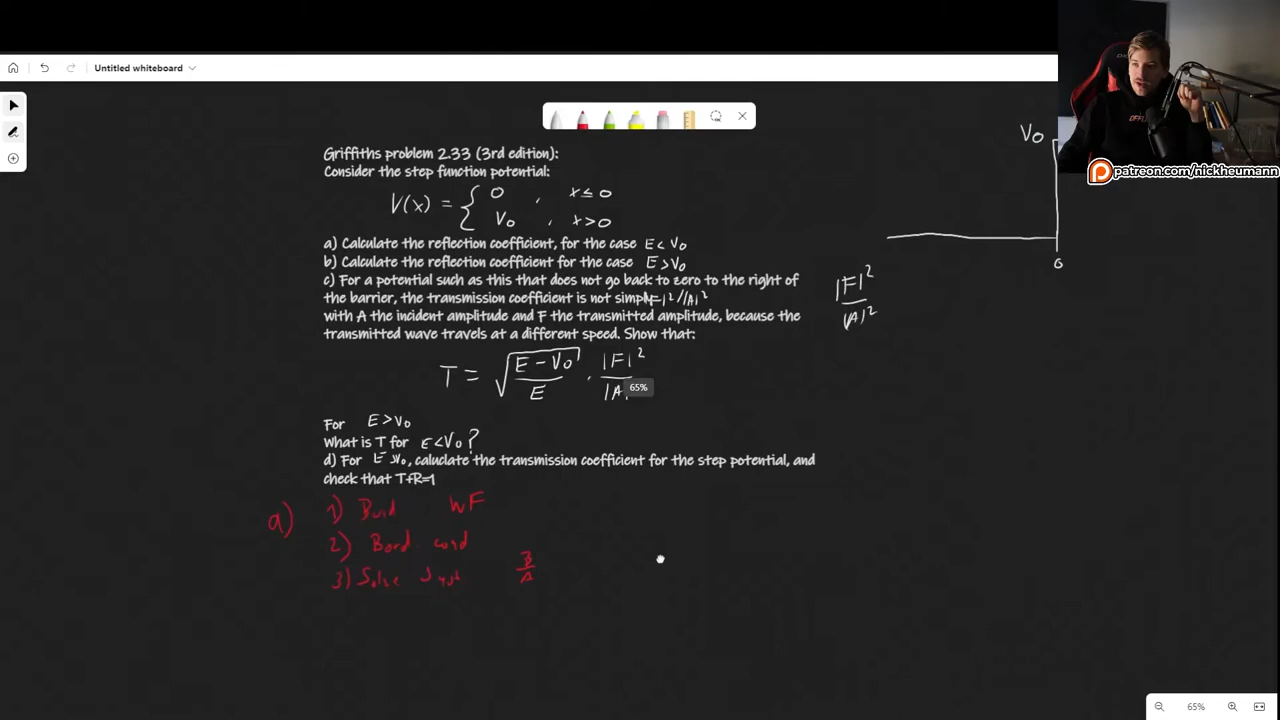 Untitled whiteboard
Griffiths problem 2.33 (3rd edition):
Consider the step function potential:
V(x) = { 0 , x ≤ 0
V₀ , x > 0
a) Calculate the reflection coefficient, for the case E < V₀
b) Calculate the reflection coefficient for the case E > V₀
c) For a potential such as this that does not go back to zero to the right of
the barrier, the transmission coefficient is not simply |F|²/|A|²
with A the incident amplitude and F the transmitted amplitude, because the
transmitted wave travels at a different speed. Show that:
T = √(E - V₀ / E) · |F|² / |A|
65%
For E > V₀
What is T for E < V₀?
d) For E > V₀, caluclate the transmission coefficient for the step potential, and
check that T+R=1
a) 1) WF
2) Bord. cond
3) Solve B/A
V₀
0
|F|²
|A|²
OFFL
patreon.com/nickheumann
65%